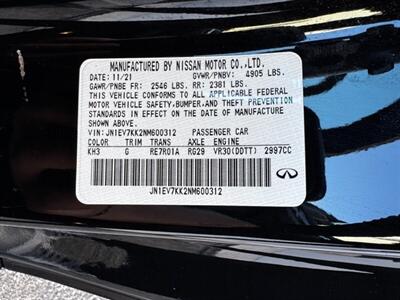 MANUFACTURED BY NISSAN MOTOR CO.,LTD.
DATE: 11/21 GVWR/PNBV: 4905 LBS.
GAWR/PNBE FR: 2546 LBS. RR: 2381 LBS.
THIS VEHICLE CONFORMS TO ALL APPLICABLE FEDERAL
MOTOR VEHICLE SAFETY,BUMPER,AND THEFT PREVENTION
STANDARDS IN EFFECT ON THE DATE OF MANUFACTURE
SHOWN ABOVE.
VIN: JN1EV7KK2NM600312 PASSENGER CAR
COLOR TRIM TRANS AXLE ENGINE
KH3 G RE7R01A RG29 VR30(DDTT) 2997CC
JN1EV7KK2NM600312